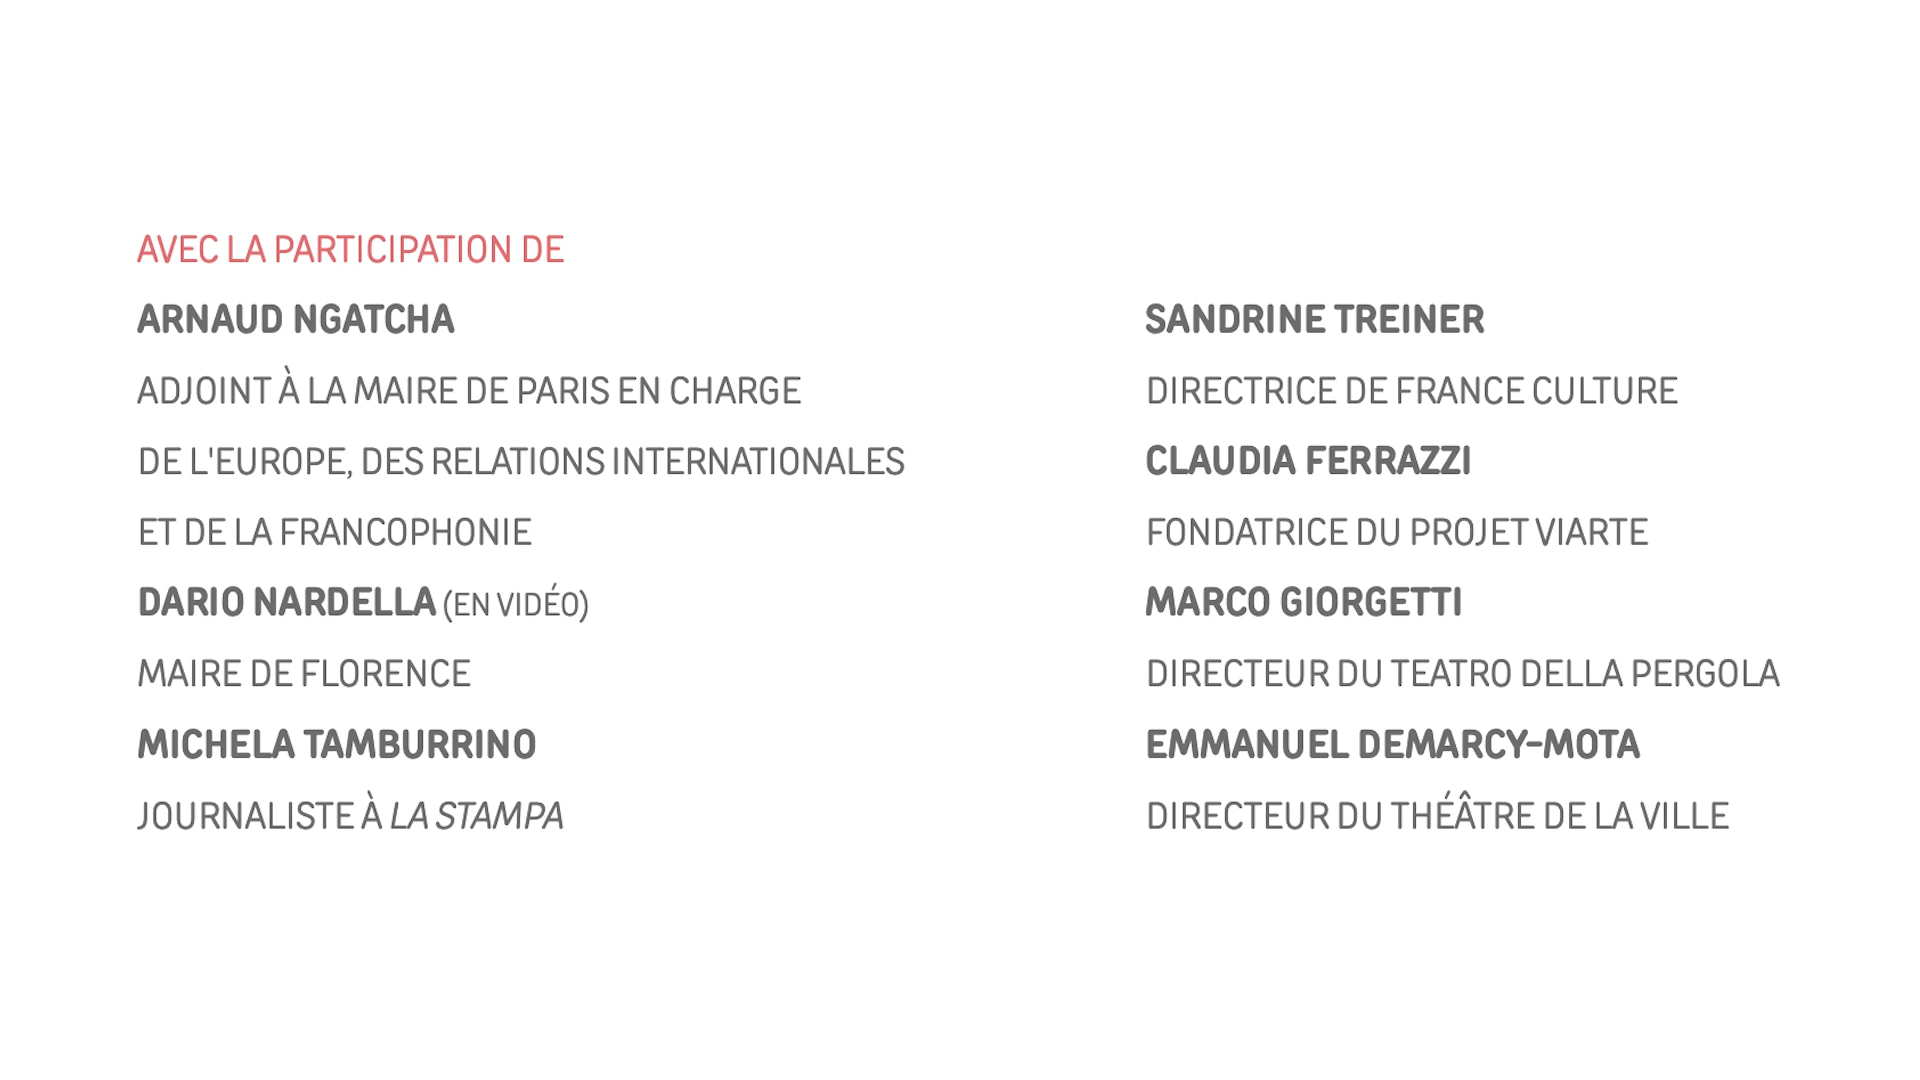 AVEC LA PARTICIPATION DE
ARNAUD NGATCHA
ADJOINT À LA MAIRE DE PARIS EN CHARGE
DE L'EUROPE, DES RELATIONS INTERNATIONALES
ET DE LA FRANCOPHONIE
DARIO NARDELLA (EN VIDÉO)
MAIRE DE FLORENCE
MICHELA TAMBURRINO
JOURNALISTE À LA STAMPA
SANDRINE TREINER
DIRECTRICE DE FRANCE CULTURE
CLAUDIA FERRAZZI
FONDATRICE DU PROJET VIARTE
MARCO GIORGETTI
DIRECTEUR DU TEATRO DELLA PERGOLA
EMMANUEL DEMARCY-MOTA
DIRECTEUR DU THÉÂTRE DE LA VILLE